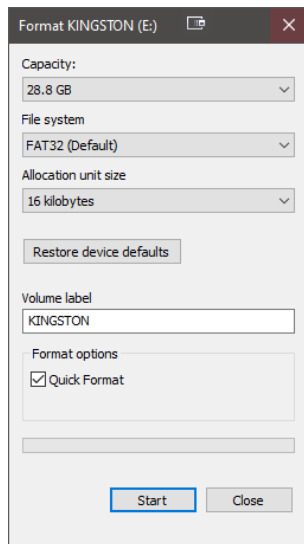 Format KINGSTON (E:)
Capacity:
28.8 GB
File system
FAT32 (Default)
Allocation unit size
16 kilobytes
Restore device defaults
Volume label
KINGSTON
Format options
Quick Format
Start Close